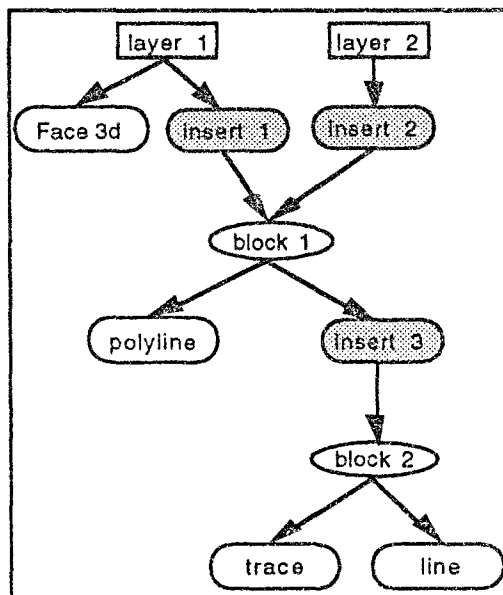 layer 1
layer 2
Face 3d
insert 1
insert 2
block 1
polyline
insert 3
block 2
trace
line